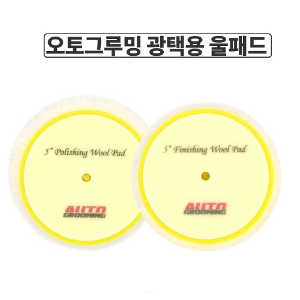 오토그루밍 광택용 울패드
5" Polishing Wool Pad
AUTO
GROOMING
5" Finishing Wool Pad
AUTO
GROOMING